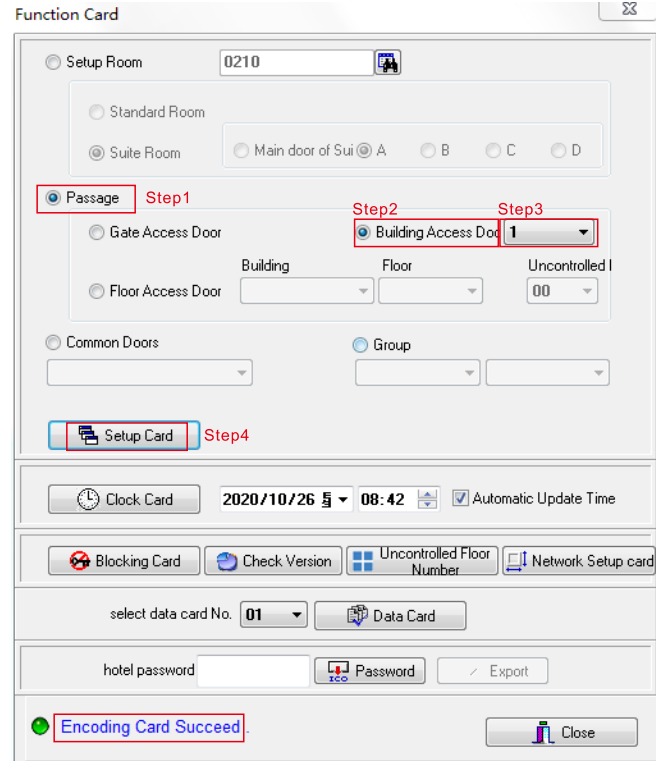 Function Card
Setup Room 0210
Standard Room
Suite Room Main door of Sui A B C D
Passage Step1
Step2 Step3
Gate Access Door Building Access Doo 1
Building Floor Uncontrolled
Floor Access Door 00
Common Doors Group
Setup Card Step4
Clock Card 2020/10/26 08:42 Automatic Update Time
Blocking Card Check Version Uncontrolled Floor Number Network Setup card
select data card No. 01 Data Card
hotel password ICO Password Export
Encoding Card Succeed. Close